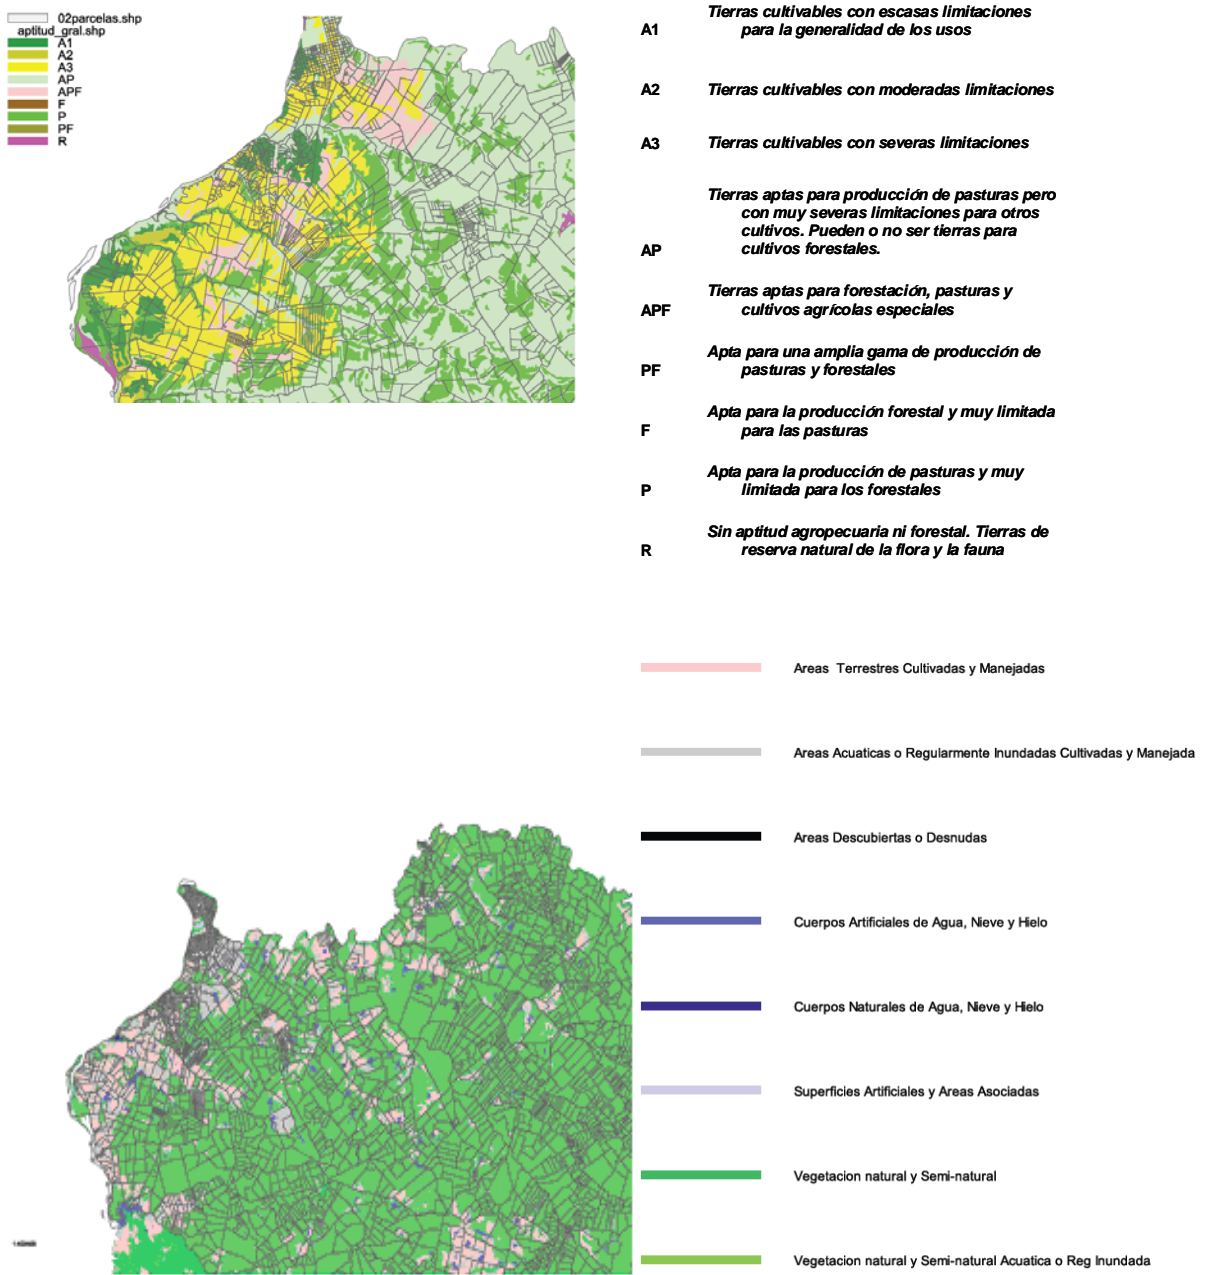 02parcelas.shp
aptitud_gral.shp
A1
A2
A3
AP
APF
F
P
PF
R
A1 Tierras cultivables con escasas limitaciones
para la generalidad de los usos
A2 Tierras cultivables con moderadas limitaciones
A3 Tierras cultivables con severas limitaciones
AP Tierras aptas para producción de pasturas pero
con muy severas limitaciones para otros
cultivos. Pueden o no ser tierras para
cultivos forestales.
APF Tierras aptas para forestación, pasturas y
cultivos agrícolas especiales
PF Apta para una amplia gama de producción de
pasturas y forestales
F Apta para la producción forestal y muy limitada
para las pasturas
P Apta para la producción de pasturas y muy
limitada para los forestales
R Sin aptitud agropecuaria ni forestal. Tierras de
reserva natural de la flora y la fauna
Areas Terrestres Cultivadas y Manejadas
Areas Acuaticas o Regularmente Inundadas Cultivadas y Manejada
Areas Descubiertas o Desnudas
Cuerpos Artificiales de Agua, Nieve y Hielo
Cuerpos Naturales de Agua, Nieve y Hielo
Superficies Artificiales y Areas Asociadas
Vegetacion natural y Semi-natural
Vegetacion natural y Semi-natural Acuatica o Reg Inundada